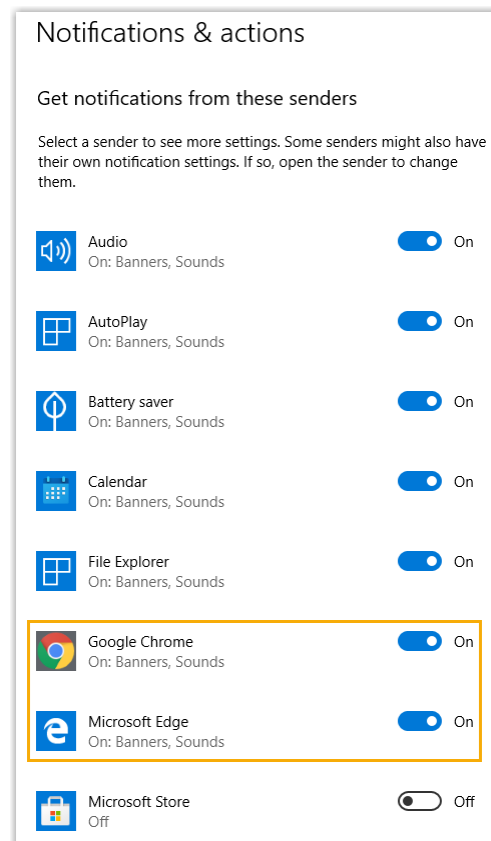 Notifications & actions
Get notifications from these senders
Select a sender to see more settings. Some senders might also have
their own notification settings. If so, open the sender to change
them.
Audio
On
On: Banners, Sounds
AutoPlay
On
On: Banners, Sounds
Battery saver
On
On: Banners, Sounds
Calendar
On
On: Banners, Sounds
File Explorer
On
On: Banners, Sounds
Google Chrome
On
On: Banners, Sounds
Microsoft Edge
On
On: Banners, Sounds
Microsoft Store
Off
Off